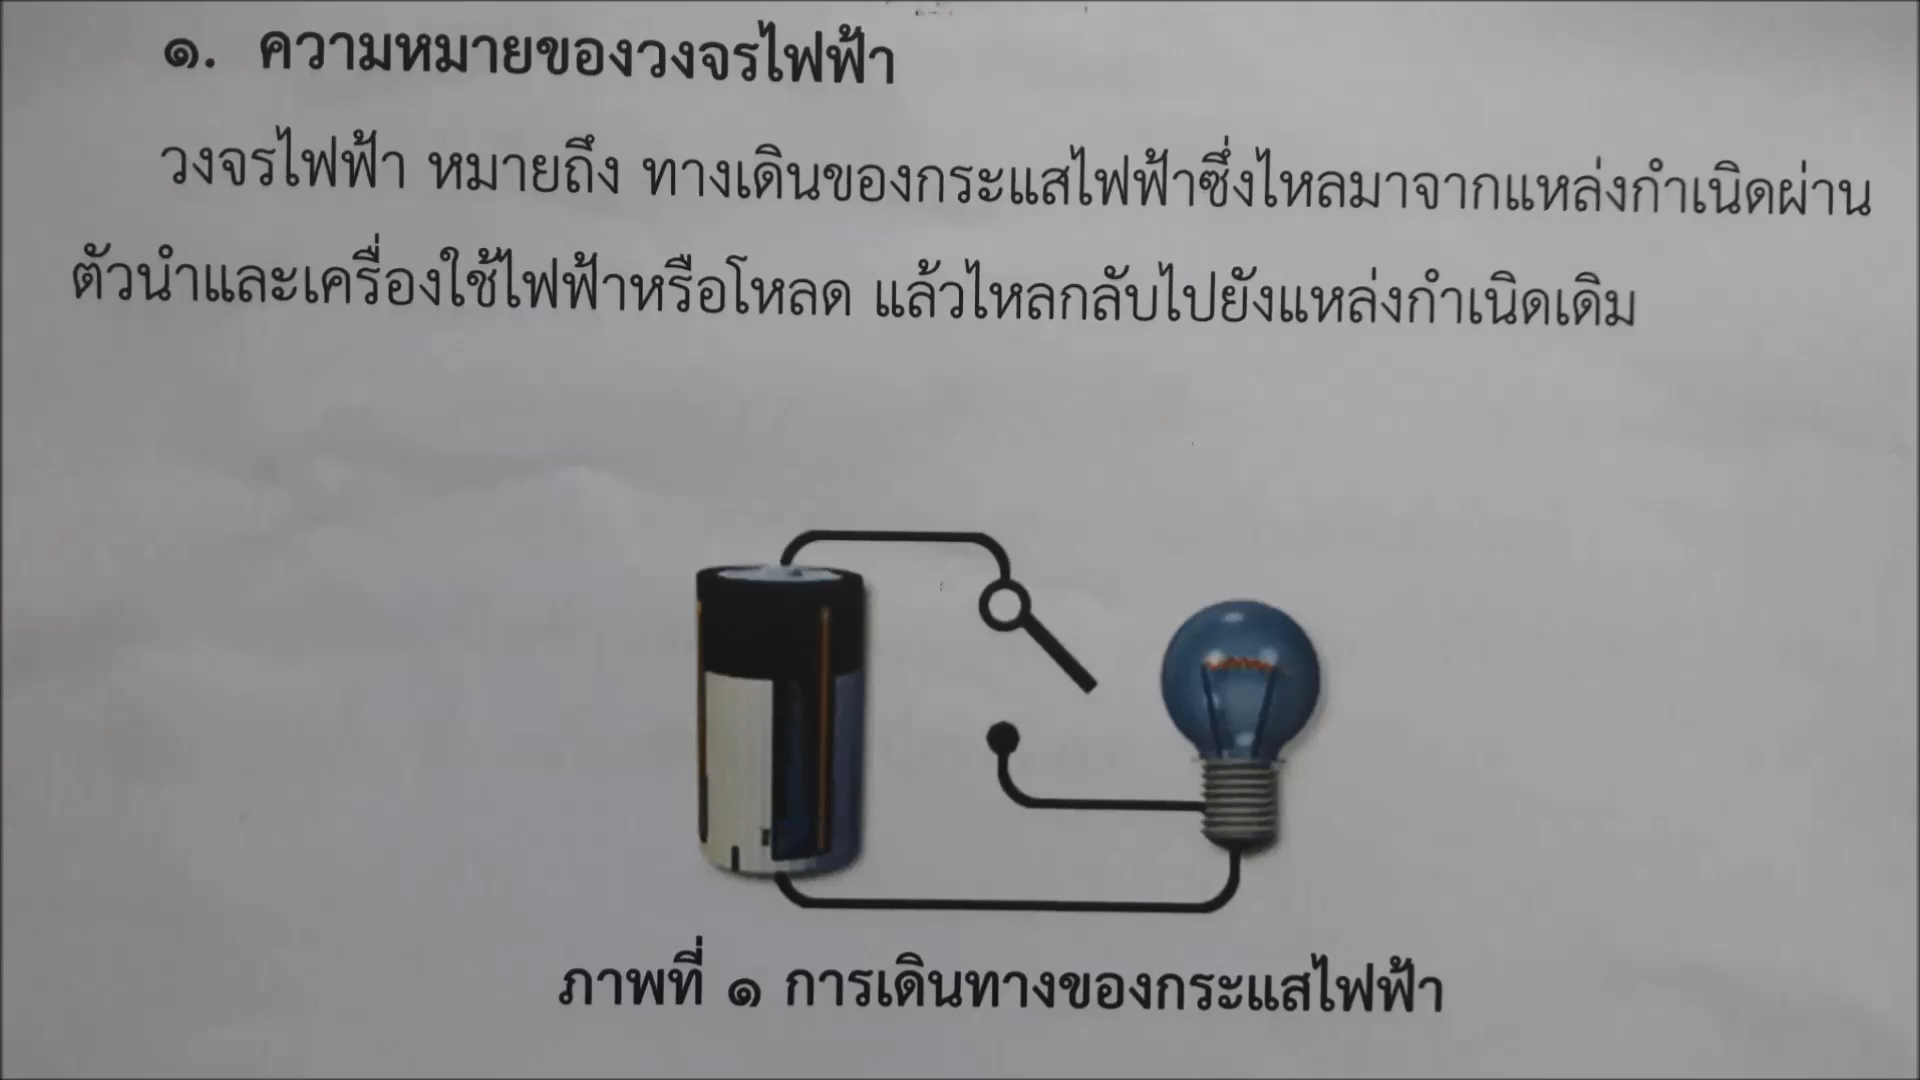 ๑. ความหมายของวงจรไฟฟ้า
วงจรไฟฟ้า หมายถึง ทางเดินของกระแสไฟฟ้าซึ่งไหลมาจากแหล่งกำเนิดผ่าน
ตัวนำและเครื่องใช้ไฟฟ้าหรือโหลด แล้วไหลกลับไปยังแหล่งกำเนิดเดิม
ภาพที่ ๑ การเดินทางของกระแสไฟฟ้า